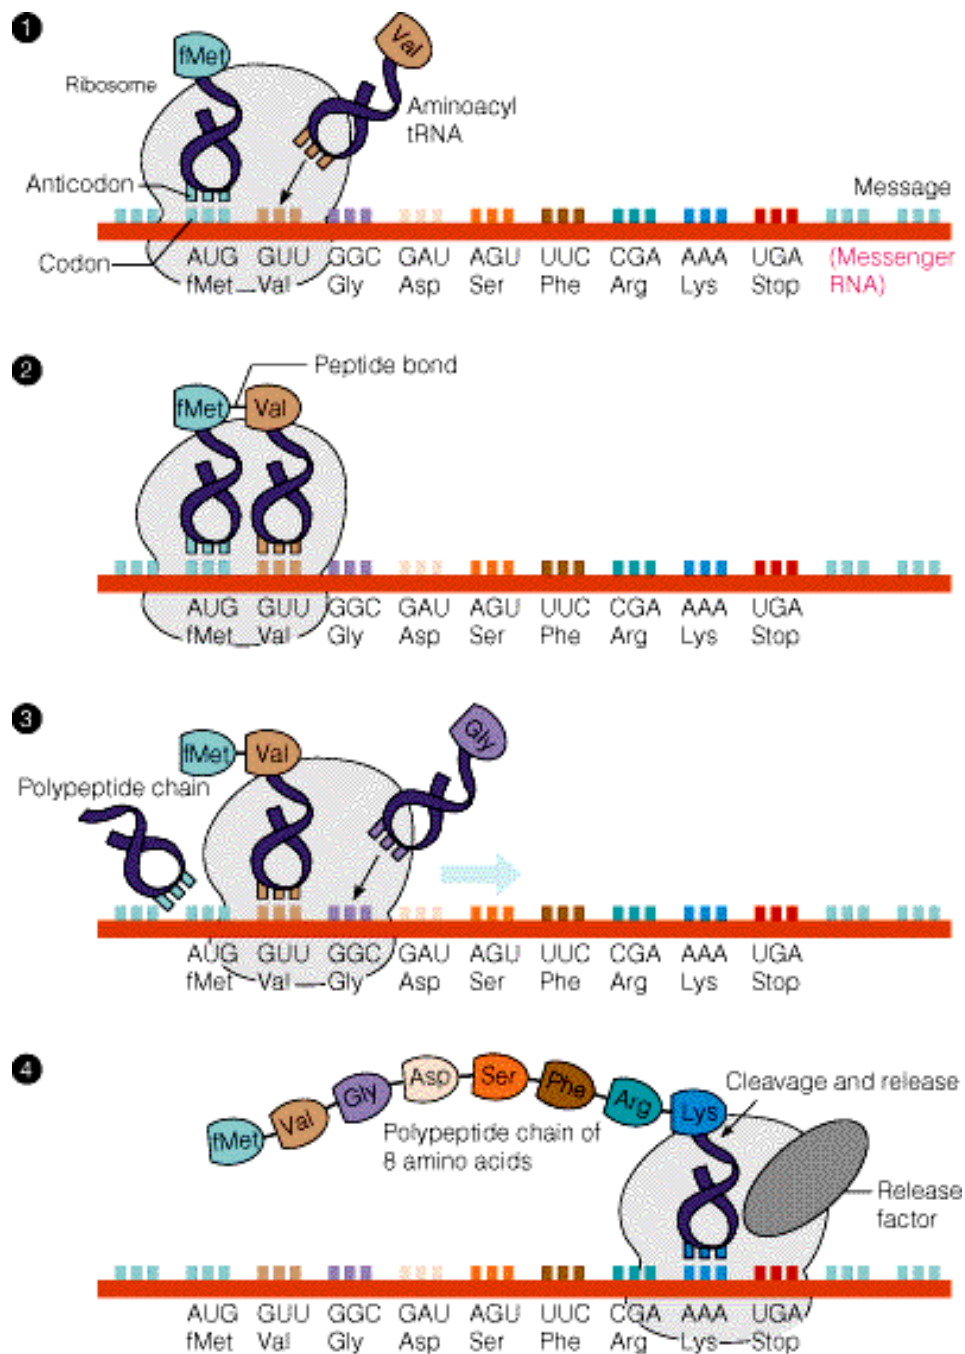 1
fMet
Val
Ribosome
Aminoacyl
tRNA
Anticodon
Message
Codon
AUG GUU GGC GAU AGU UUC CGA AAA UGA (Messenger
fMet Val Gly Asp Ser Phe Arg Lys Stop RNA)
2
Peptide bond
fMet Val
AUG GUU GGC GAU AGU UUC CGA AAA UGA
fMet Val Gly Asp Ser Phe Arg Lys Stop
3
Gly
fMet Val
Polypeptide chain
AUG GUU GGC GAU AGU UUC CGA AAA UGA
fMet Val Gly Asp Ser Phe Arg Lys Stop
4
fMet Val Gly Asp Ser Phe Arg Lys
Cleavage and release
Polypeptide chain of
8 amino acids
Release
factor
AUG GUU GGC GAU AGU UUC CGA AAA UGA
fMet Val Gly Asp Ser Phe Arg Lys Stop